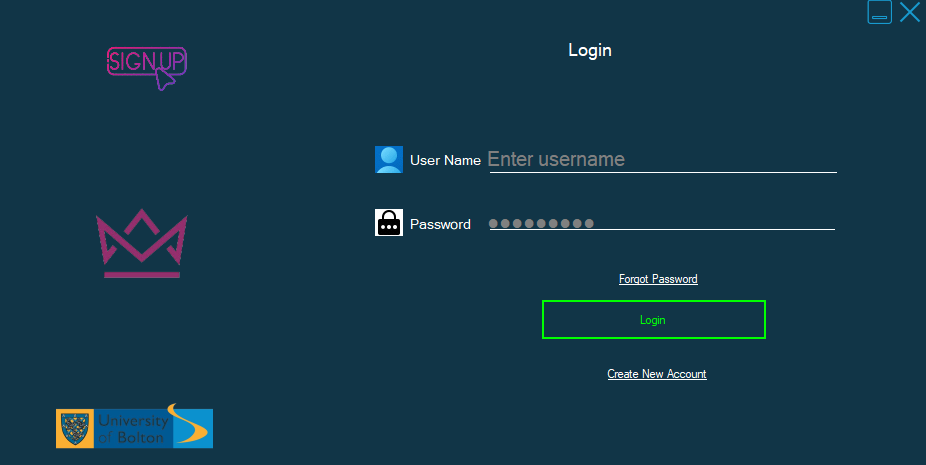 SIGN UP
Login
User Name Enter username
Password
Forgot Password
Login
Create New Account
University
of Bolton